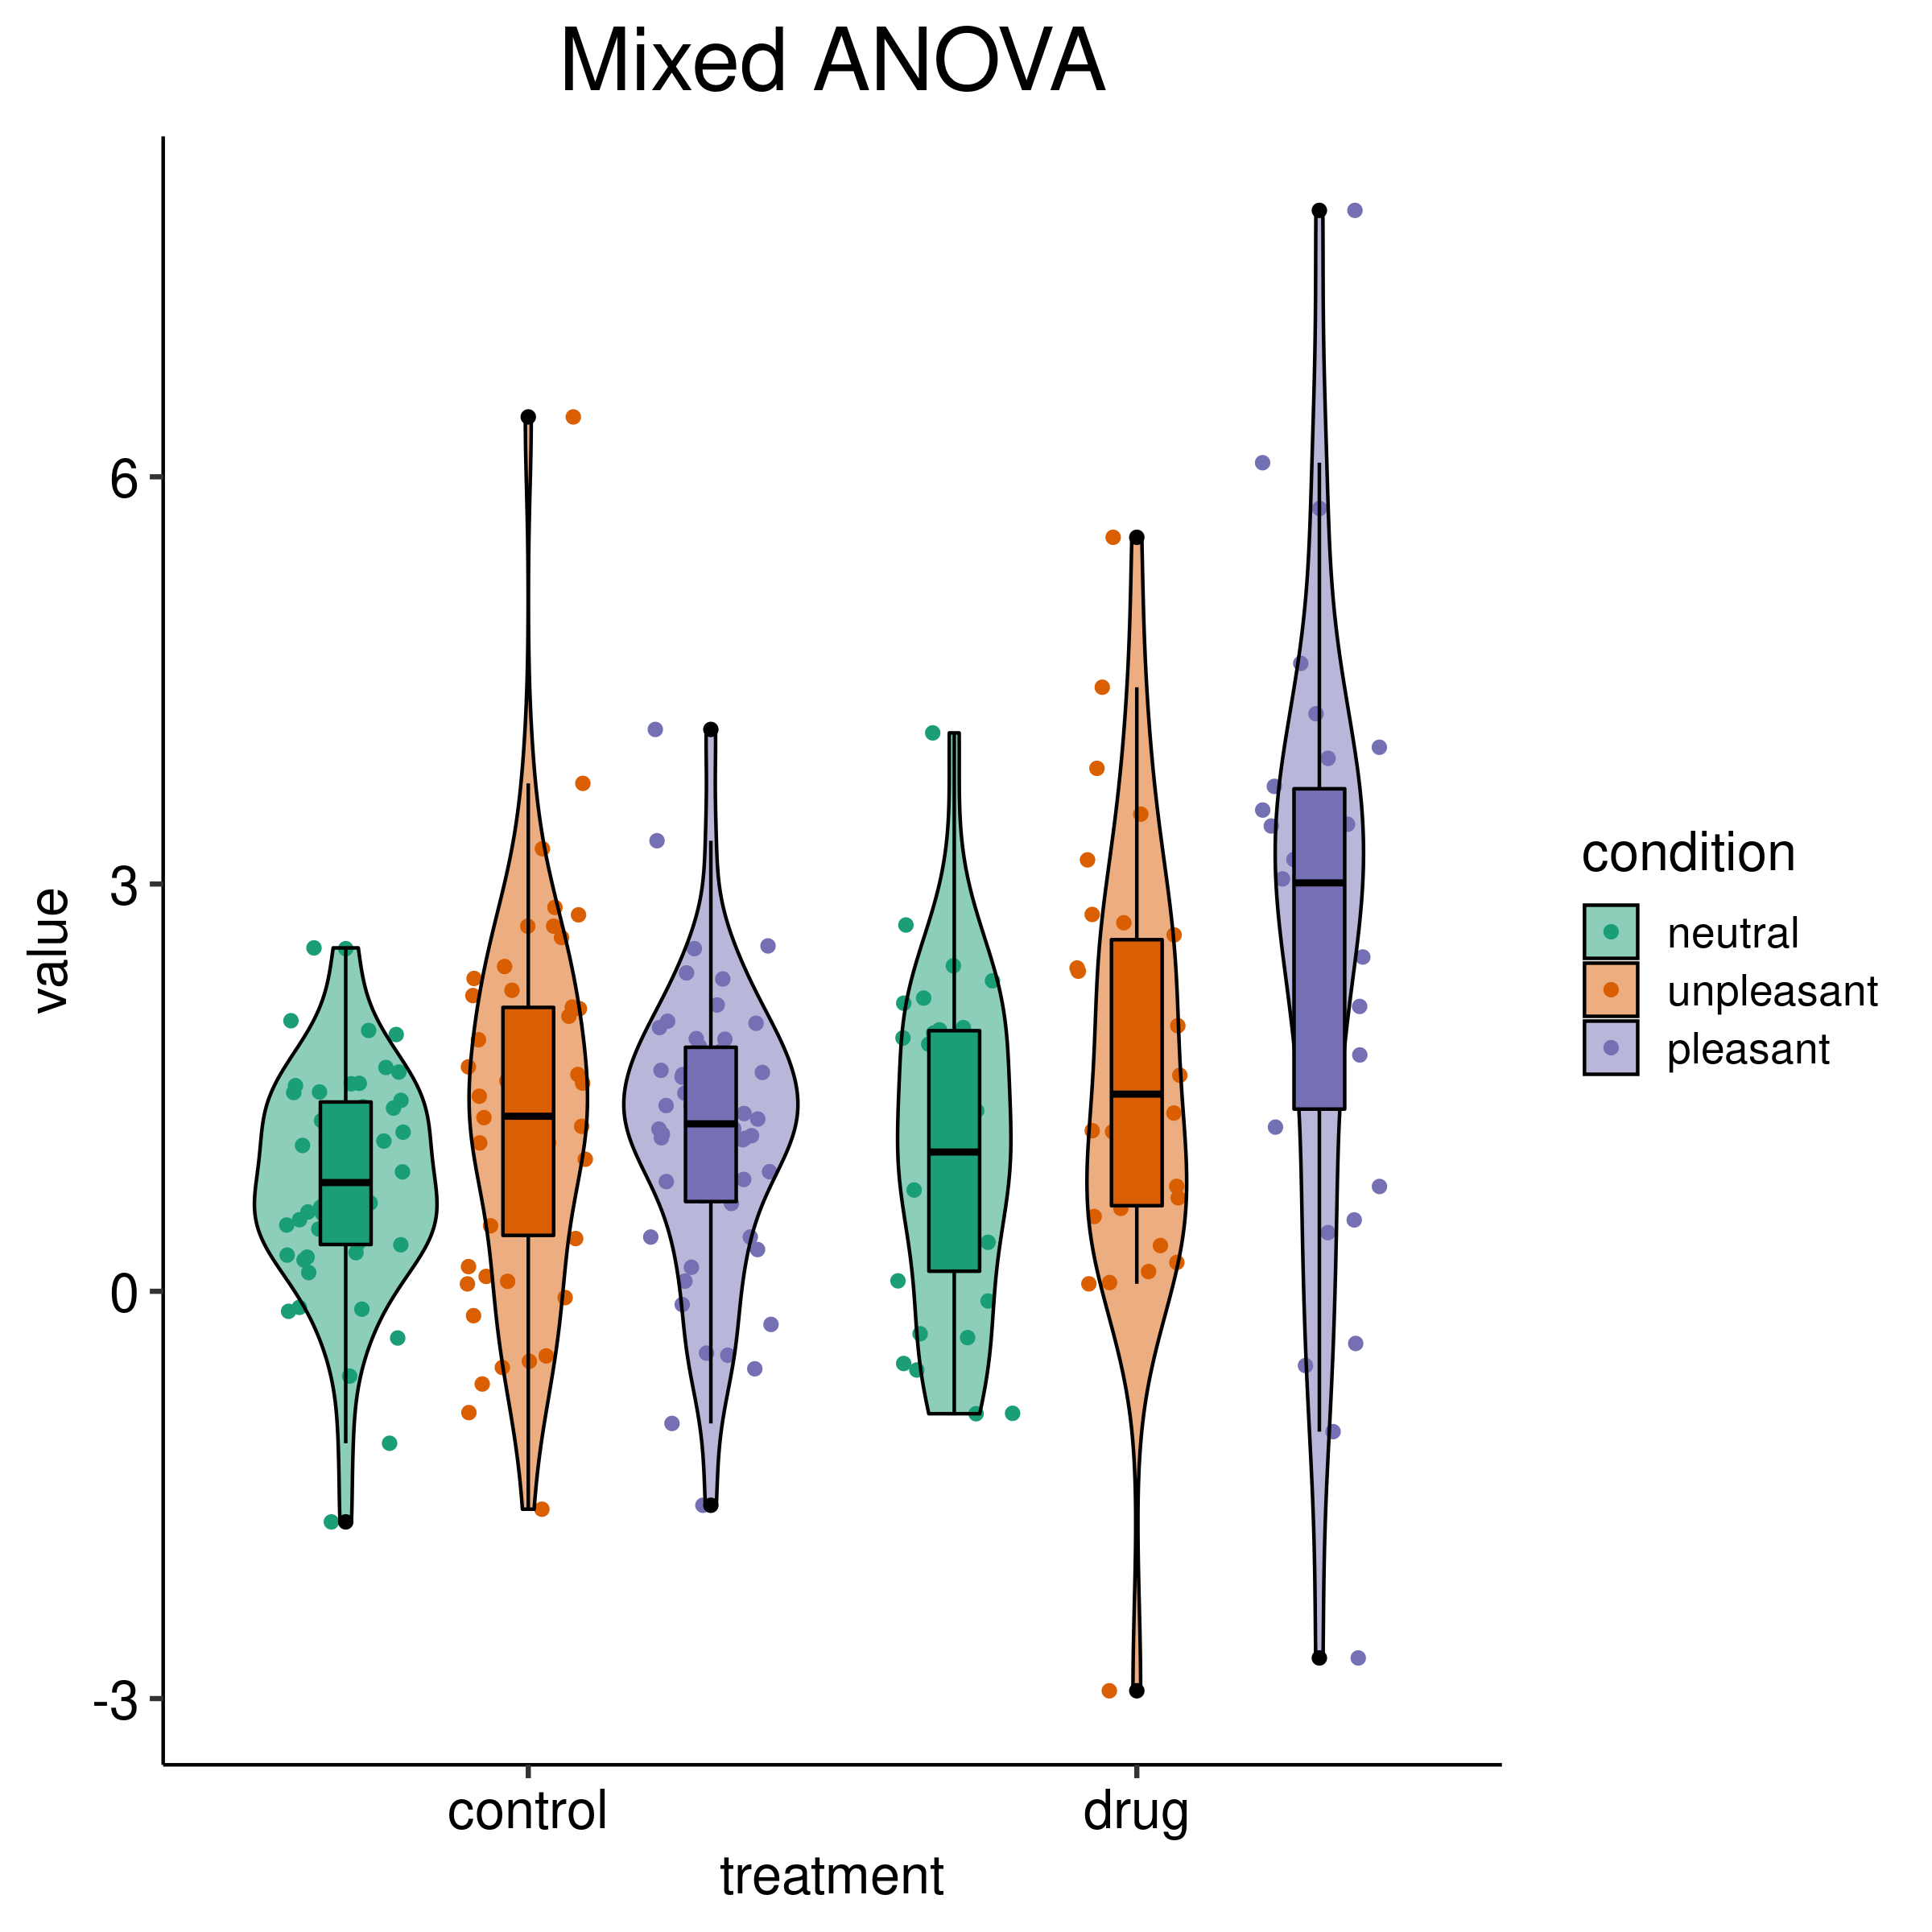 Mixed ANOVA
value
6
3
0
-3
control
drug
treatment
condition
neutral
unpleasant
pleasant